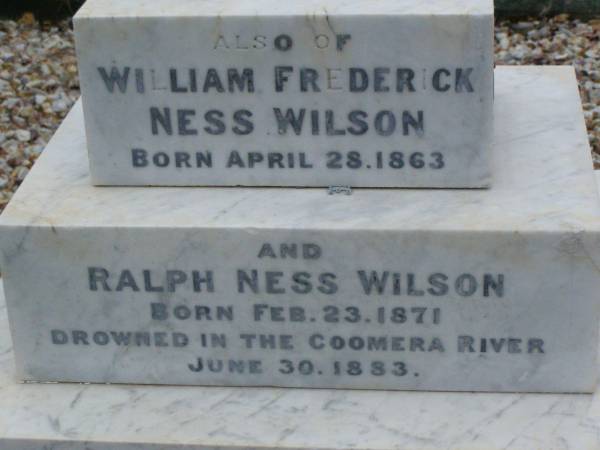 ALSO OF
WILLIAM FREDERICK
NESS WILSON
BORN APRIL 28.1863
AND
RALPH NESS WILSON
BORN FEB.23.1871
DROWNED IN THE COOMERA RIVER
JUNE 30.1883.